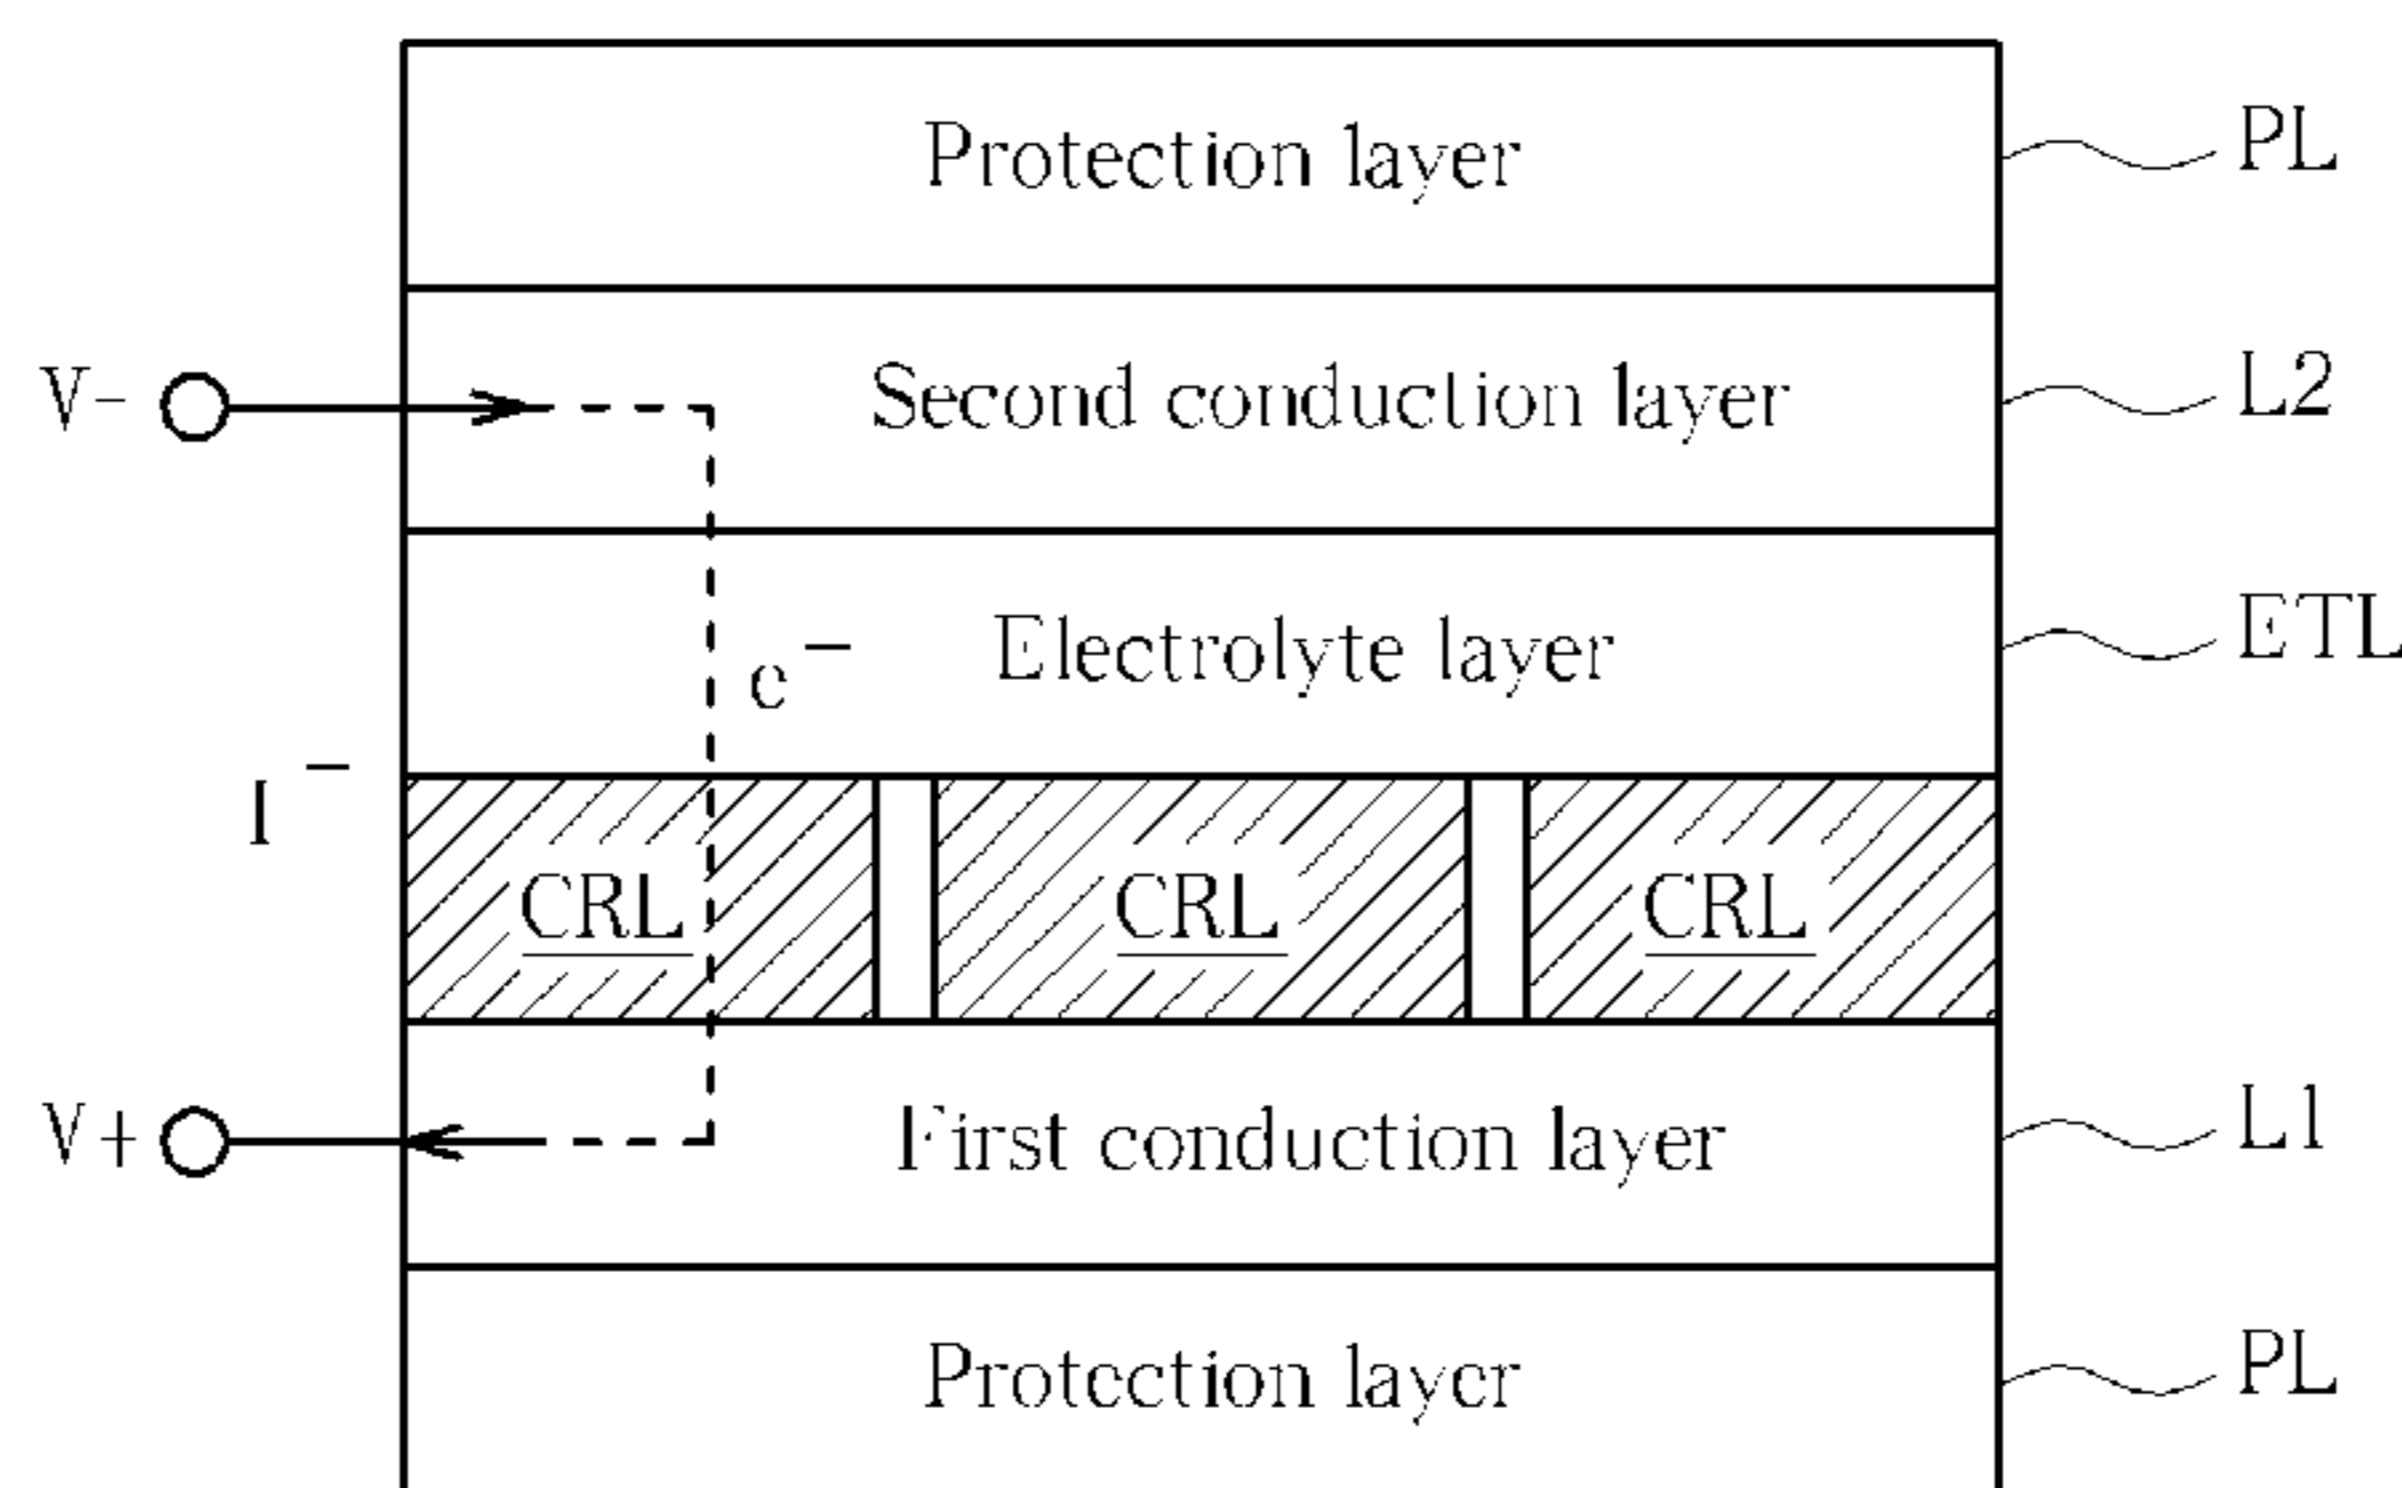 Protection layer PL
V- Second conduction layer L2
e⁻ Electrolyte layer ETL
I⁻
CRL CRL CRL
V+ First conduction layer L1
Protection layer PL